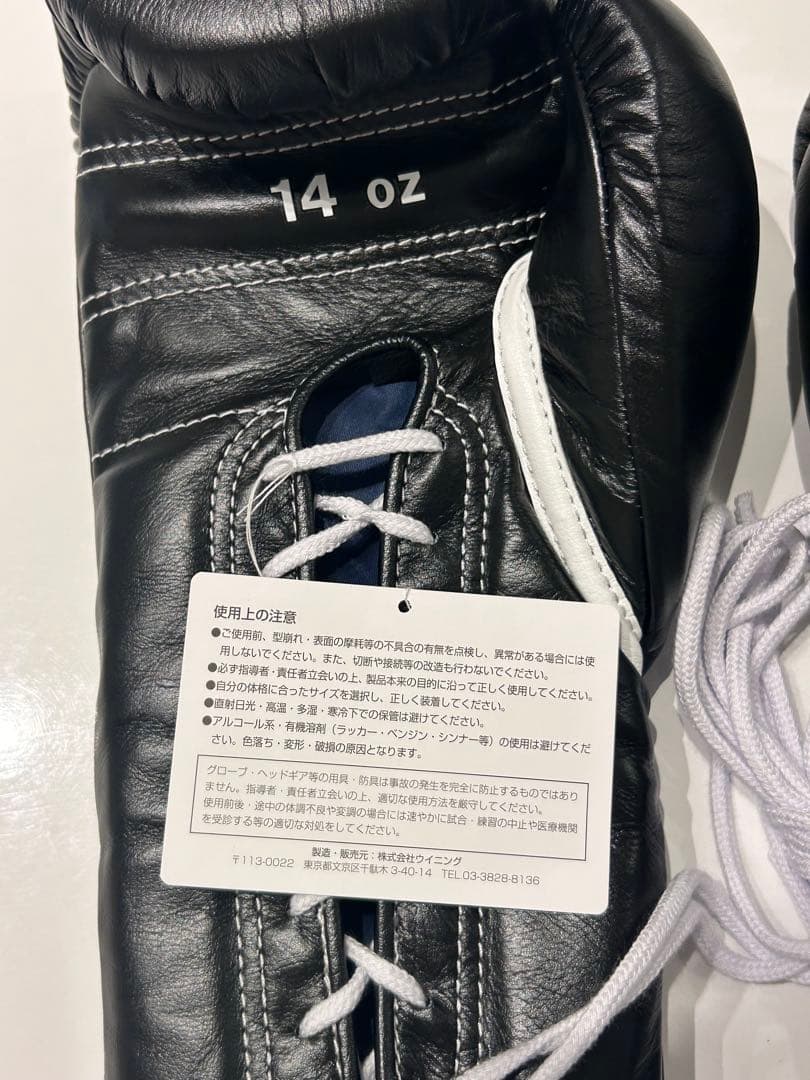 14 oz
使用上の注意
●ご使用前、型崩れ・表面の摩耗等の不具合の有無を点検し、異常がある場合には使
用しないでください。また、切断や接続等の改造も行わないでください。
●必ず指導者・責任者立会いの上、製品本来の目的に沿って正しく使用してください。
●自分の体格に合ったサイズを選択し、正しく装着してください。
●直射日光・高温・多湿・寒冷下での保管は避けてください。
●アルコール系・有機溶剤（ラッカー・ベンジン・シンナー等）の使用は避けてくだ
さい。色落ち・変形・破損の原因となります。
グローブ・ヘッドギア等の用具・防具は事故の発生を完全に防止するものではあり
ません。指導者・責任者立会いの上、適切な使用方法を厳守してください。
使用前後・途中の体調不良や変調の場合には速やかに試合・練習の中止や医療機関
を受診する等の適切な対処をしてください。
製造・販売元：株式会社ウイニング
〒113-0022 東京都文京区千駄木 3-40-14 TEL.03-3828-8136